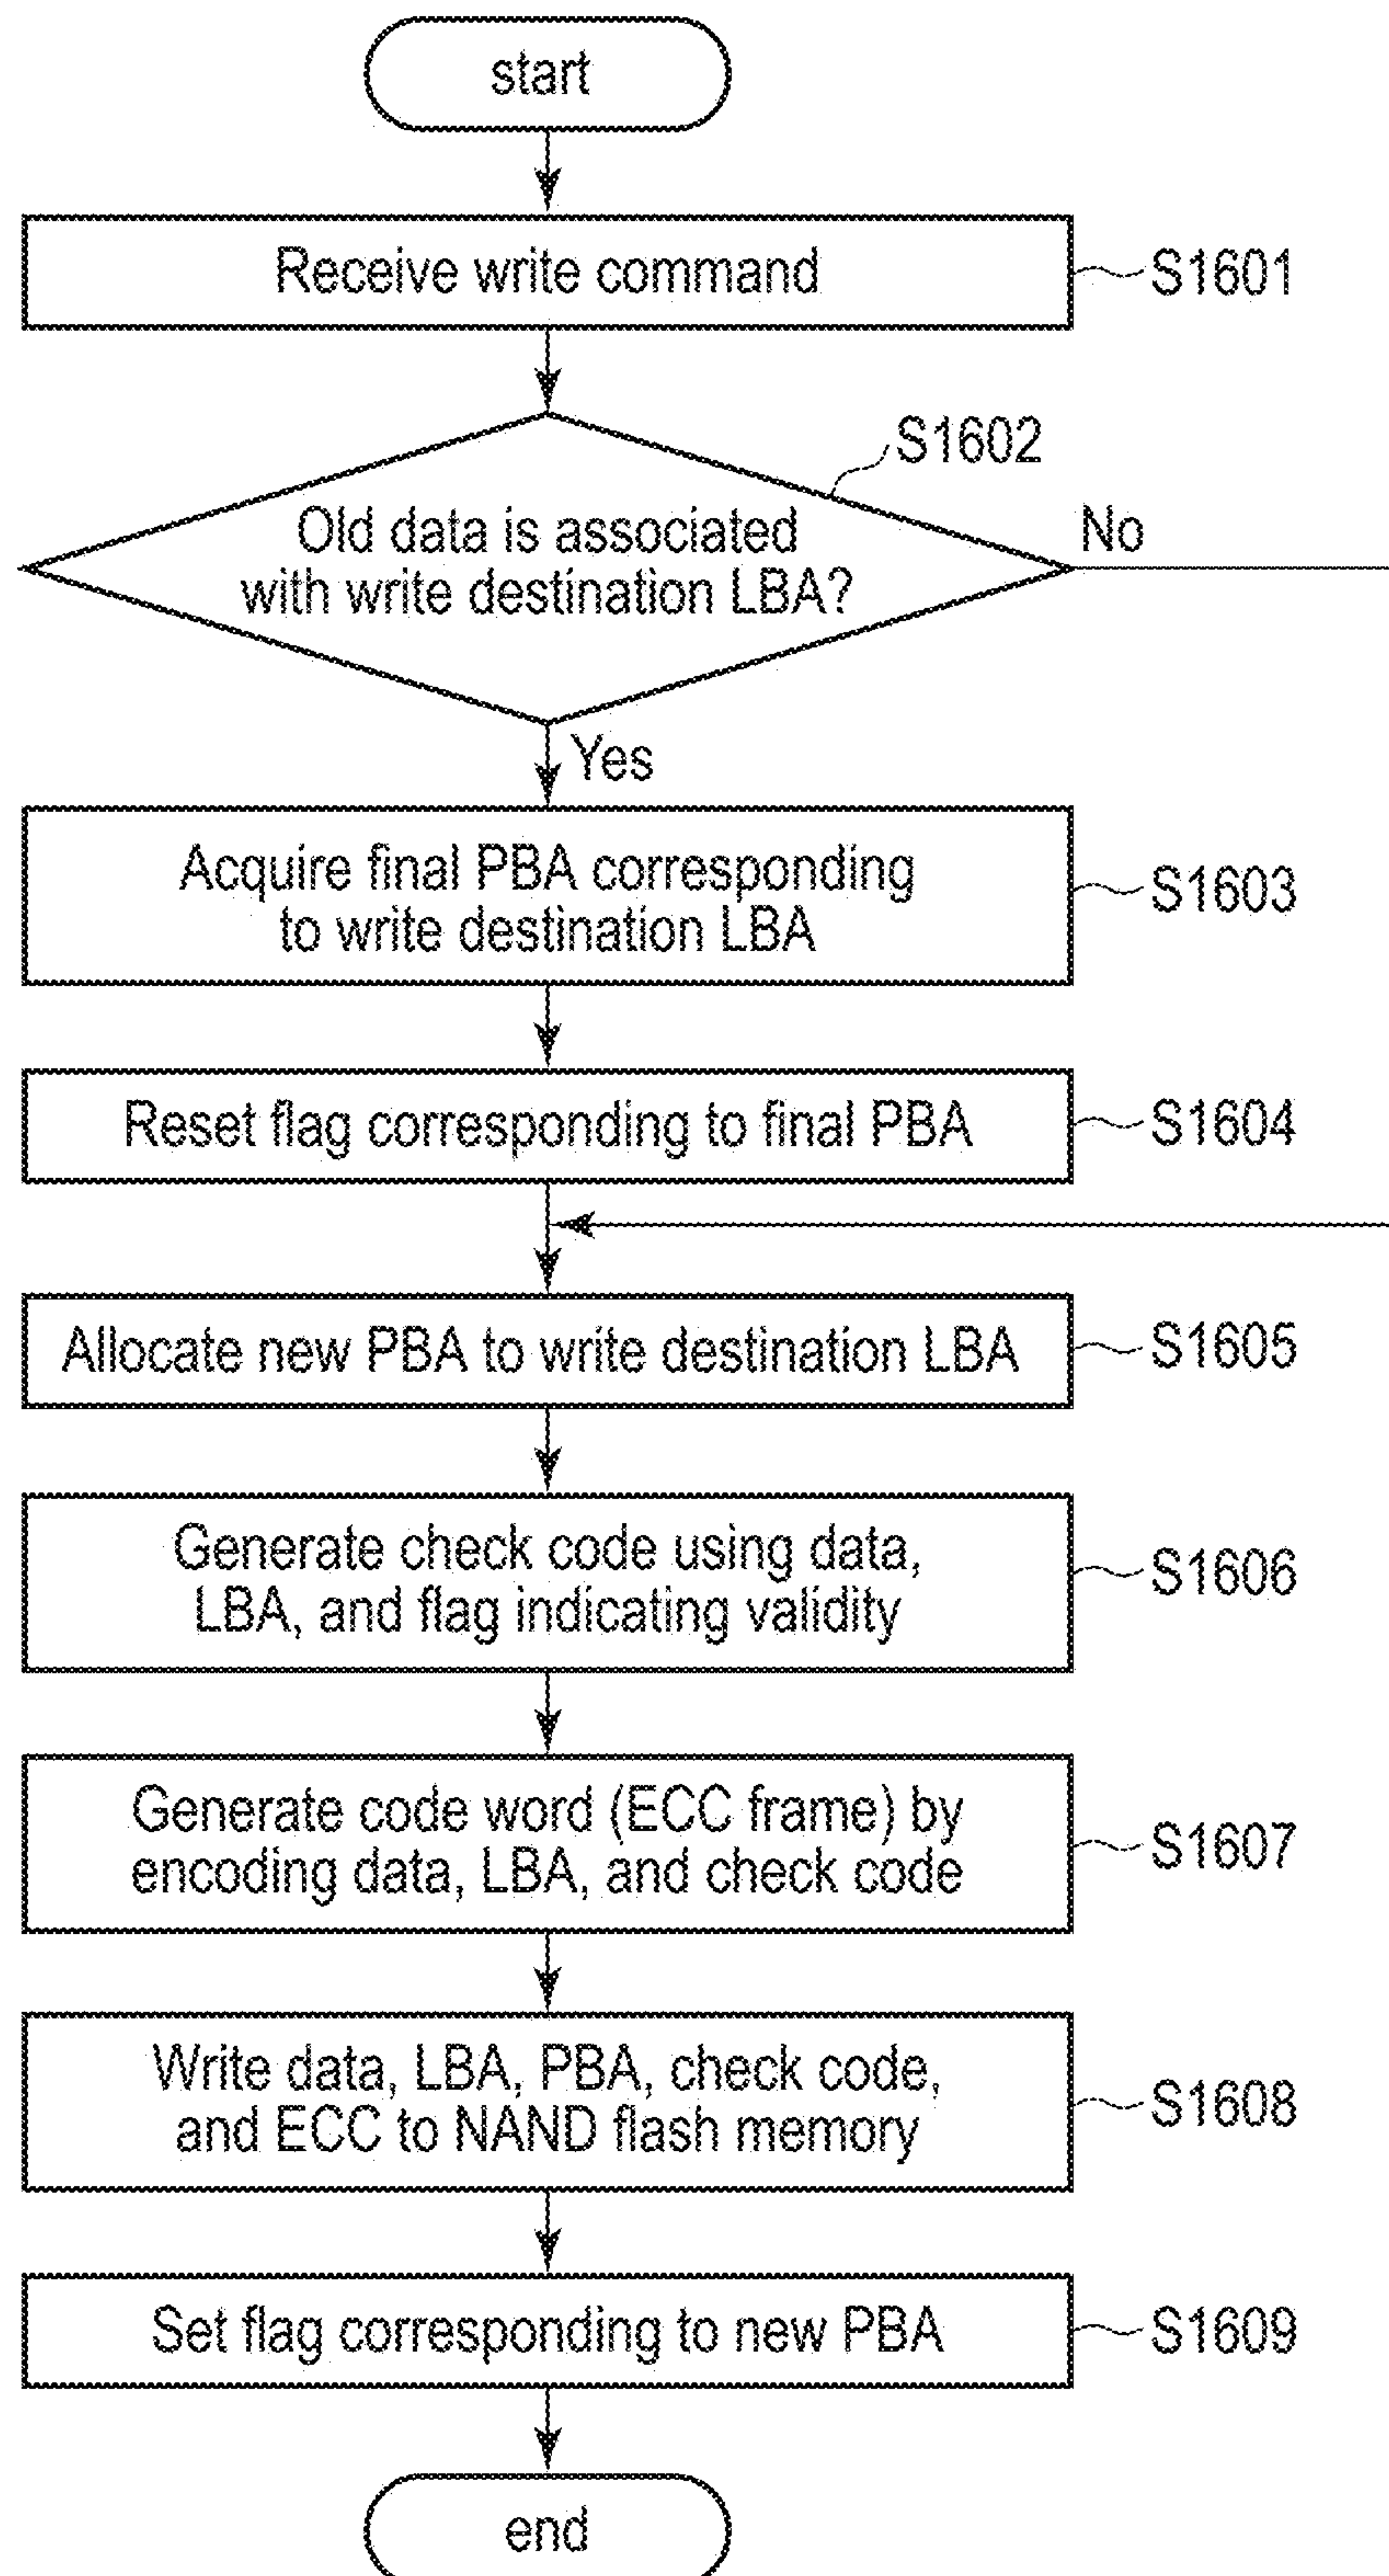 start
Receive write command
S1601
S1602
Old data is associated
with write destination LBA?
No
Yes
Acquire final PBA corresponding
to write destination LBA
S1603
Reset flag corresponding to final PBA
S1604
Allocate new PBA to write destination LBA
S1605
Generate check code using data,
LBA, and flag indicating validity
S1606
Generate code word (ECC frame) by
encoding data, LBA, and check code
S1607
Write data, LBA, PBA, check code,
and ECC to NAND flash memory
S1608
Set flag corresponding to new PBA
S1609
end